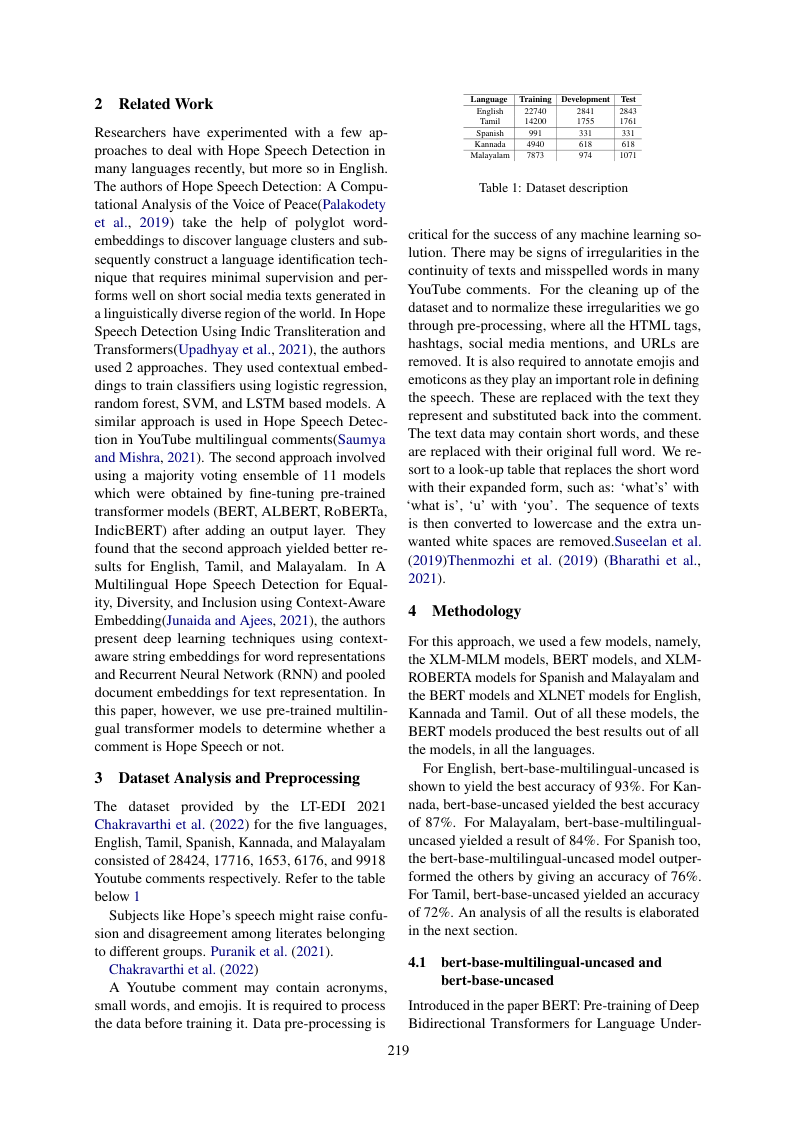 2 Related Work
Researchers have experimented with a few ap-
proaches to deal with Hope Speech Detection in
many languages recently, but more so in English.
The authors of Hope Speech Detection: A Compu-
tational Analysis of the Voice of Peace(Palakodety
et al., 2019) take the help of polyglot word-
embeddings to discover language clusters and sub-
sequently construct a language identification tech-
nique that requires minimal supervision and per-
forms well on short social media texts generated in
a linguistically diverse region of the world. In Hope
Speech Detection Using Indic Transliteration and
Transformers(Upadhyay et al., 2021), the authors
used 2 approaches. They used contextual embed-
dings to train classifiers using logistic regression,
random forest, SVM, and LSTM based models. A
similar approach is used in Hope Speech Detec-
tion in YouTube multilingual comments(Saumya
and Mishra, 2021). The second approach involved
using a majority voting ensemble of 11 models
which were obtained by fine-tuning pre-trained
transformer models (BERT, ALBERT, RoBERTa,
IndicBERT) after adding an output layer. They
found that the second approach yielded better re-
sults for English, Tamil, and Malayalam. In A
Multilingual Hope Speech Detection for Equal-
ity, Diversity, and Inclusion using Context-Aware
Embedding(Junaida and Ajees, 2021), the authors
present deep learning techniques using context-
aware string embeddings for word representations
and Recurrent Neural Network (RNN) and pooled
document embeddings for text representation. In
this paper, however, we use pre-trained multilin-
gual transformer models to determine whether a
comment is Hope Speech or not.
3 Dataset Analysis and Preprocessing
The dataset provided by the LT-EDI 2021
Chakravarthi et al. (2022) for the five languages,
English, Tamil, Spanish, Kannada, and Malayalam
consisted of 28424, 17716, 1653, 6176, and 9918
Youtube comments respectively. Refer to the table
below 1
Subjects like Hope's speech might raise confu-
sion and disagreement among literates belonging
to different groups. Puranik et al. (2021).
Chakravarthi et al. (2022)
A Youtube comment may contain acronyms,
small words, and emojis. It is required to process
the data before training it. Data pre-processing is
Language Training Development Test
English 22740 2841 2843
Tamil 14200 1755 1761
Spanish 991 331 331
Kannada 4940 618 618
Malayalam 7873 974 1071
Table 1: Dataset description
critical for the success of any machine learning so-
lution. There may be signs of irregularities in the
continuity of texts and misspelled words in many
YouTube comments. For the cleaning up of the
dataset and to normalize these irregularities we go
through pre-processing, where all the HTML tags,
hashtags, social media mentions, and URLs are
removed. It is also required to annotate emojis and
emoticons as they play an important role in defining
the speech. These are replaced with the text they
represent and substituted back into the comment.
The text data may contain short words, and these
are replaced with their original full word. We re-
sort to a look-up table that replaces the short word
with their expanded form, such as: ‘what's’ with
‘what is’, ‘u’ with ‘you’. The sequence of texts
is then converted to lowercase and the extra un-
wanted white spaces are removed.Suseelan et al.
(2019)Thenmozhi et al. (2019) (Bharathi et al.,
2021).
4 Methodology
For this approach, we used a few models, namely,
the XLM-MLM models, BERT models, and XLM-
ROBERTA models for Spanish and Malayalam and
the BERT models and XLNET models for English,
Kannada and Tamil. Out of all these models, the
BERT models produced the best results out of all
the models, in all the languages.
For English, bert-base-multilingual-uncased is
shown to yield the best accuracy of 93%. For Kan-
nada, bert-base-uncased yielded the best accuracy
of 87%. For Malayalam, bert-base-multilingual-
uncased yielded a result of 84%. For Spanish too,
the bert-base-multilingual-uncased model outper-
formed the others by giving an accuracy of 76%.
For Tamil, bert-base-uncased yielded an accuracy
of 72%. An analysis of all the results is elaborated
in the next section.
4.1 bert-base-multilingual-uncased and
bert-base-uncased
Introduced in the paper BERT: Pre-training of Deep
Bidirectional Transformers for Language Under-
219